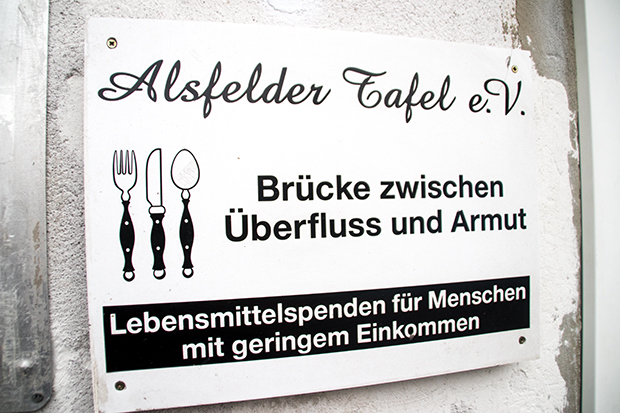 Alsfelder Tafel e.V.
Brücke zwischen
Überfluss und Armut
Lebensmittelspenden für Menschen
mit geringem Einkommen